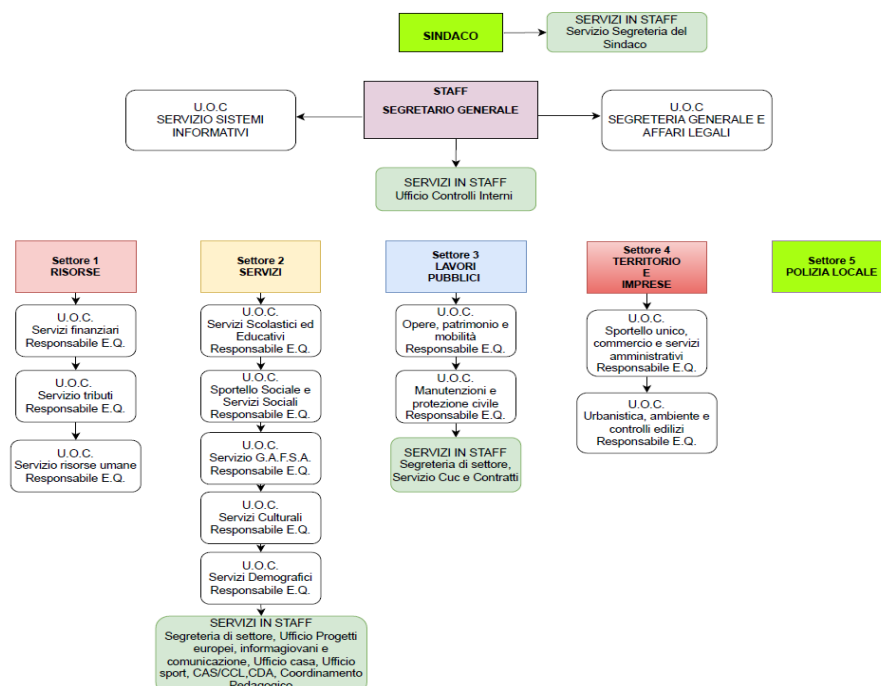 SINDACO
SERVIZI IN STAFF
Servizio Segreteria del
Sindaco
U.O.C
SERVIZIO SISTEMI
INFORMATIVI
STAFF
SEGRETARIO GENERALE
U.O.C
SEGRETERIA GENERALE E
AFFARI LEGALI
SERVIZI IN STAFF
Ufficio Controlli Interni
Settore 1
RISORSE
U.O.C.
Servizi finanziari
Responsabile E.Q.
U.O.C.
Servizio tributi
Responsabile E.Q.
U.O.C.
Servizio risorse umane
Responsabile E.Q.
Settore 2
SERVIZI
U.O.C.
Servizi Scolastici ed
Educativi
Responsabile E.Q.
U.O.C.
Sportello Sociale e
Servizi Sociali
Responsabile E.Q.
U.O.C.
Servizio G.A.F.S.A.
Responsabile E.Q.
U.O.C.
Servizi Culturali
Responsabile E.Q.
U.O.C.
Servizi Demografici
Responsabile E.Q.
SERVIZI IN STAFF
Segreteria di settore, Ufficio Progetti
europei, informagiovani e
comunicazione, Ufficio casa, Ufficio
sport, CAS/CCL,CDA, Coordinamento
Pedagogico
Settore 3
LAVORI
PUBBLICI
U.O.C.
Opere, patrimonio e
mobilità
Responsabile E.Q.
U.O.C.
Manutenzioni e
protezione civile
Responsabile E.Q.
SERVIZI IN STAFF
Segreteria di settore,
Servizio Cuc e Contratti
Settore 4
TERRITORIO
E
IMPRESE
U.O.C.
Sportello unico,
commercio e servizi
amministrativi
Responsabile E.Q.
U.O.C.
Urbanistica, ambiente e
controlli edilizi
Responsabile E.Q.
Settore 5
POLIZIA LOCALE